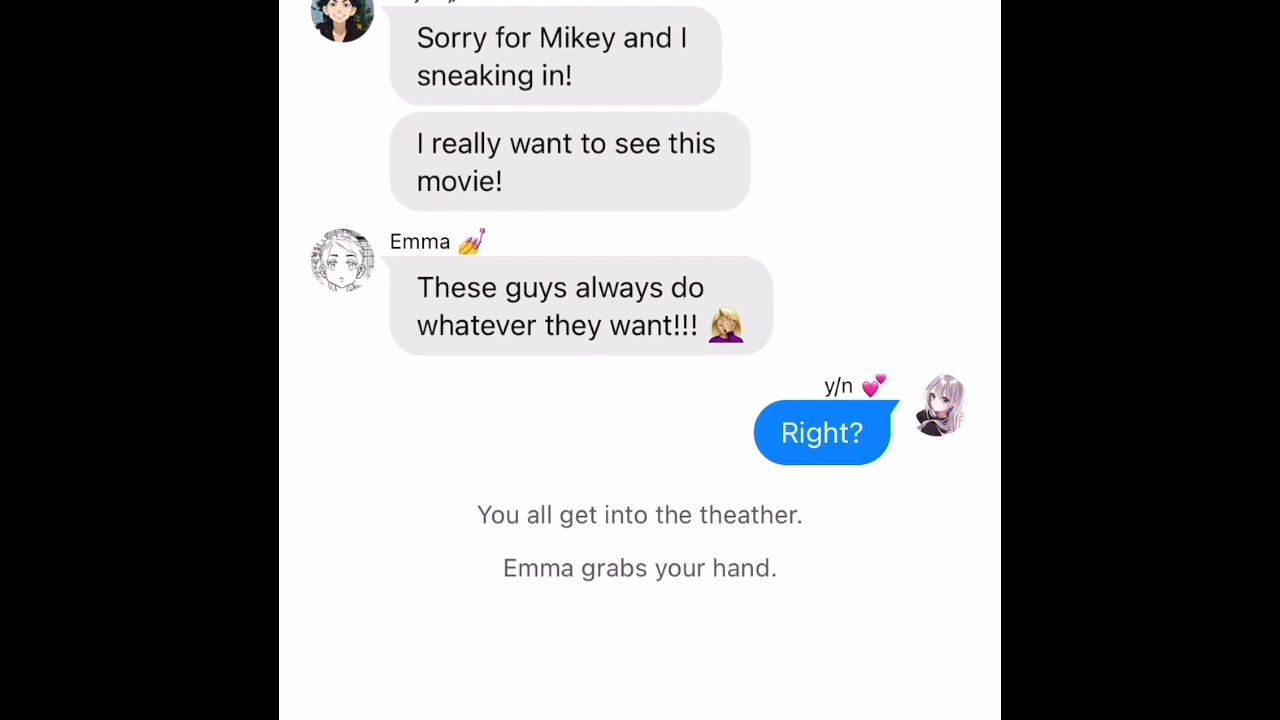 Sorry for Mikey and I
sneaking in!
I really want to see this
movie!
Emma 💅
These guys always do
whatever they want!!! 🤦🏼‍♀️
y/n 💕
Right?
You all get into the theather.
Emma grabs your hand.